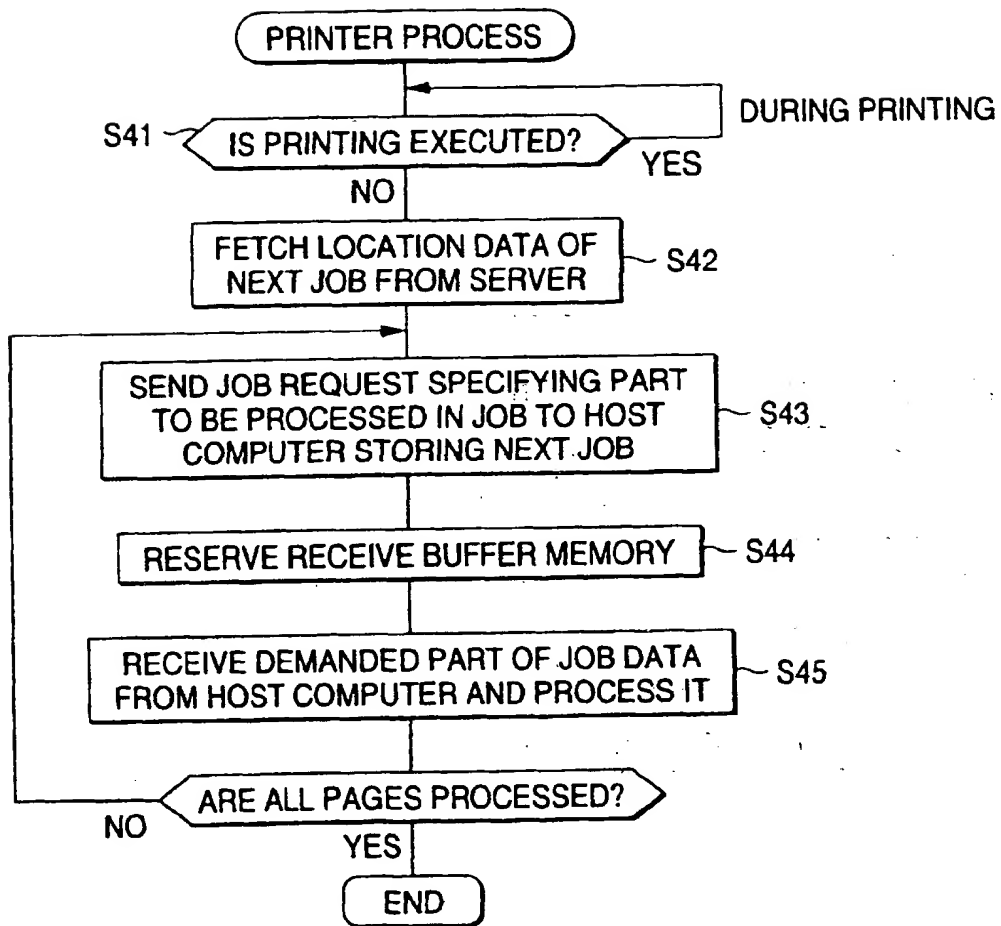 PRINTER PROCESS
DURING PRINTING
S41
IS PRINTING EXECUTED?
YES
NO
FETCH LOCATION DATA OF
NEXT JOB FROM SERVER
S42
SEND JOB REQUEST SPECIFYING PART
TO BE PROCESSED IN JOB TO HOST
COMPUTER STORING NEXT JOB
S43
RESERVE RECEIVE BUFFER MEMORY
S44
RECEIVE DEMANDED PART OF JOB DATA
FROM HOST COMPUTER AND PROCESS IT
S45
ARE ALL PAGES PROCESSED?
NO
YES
END